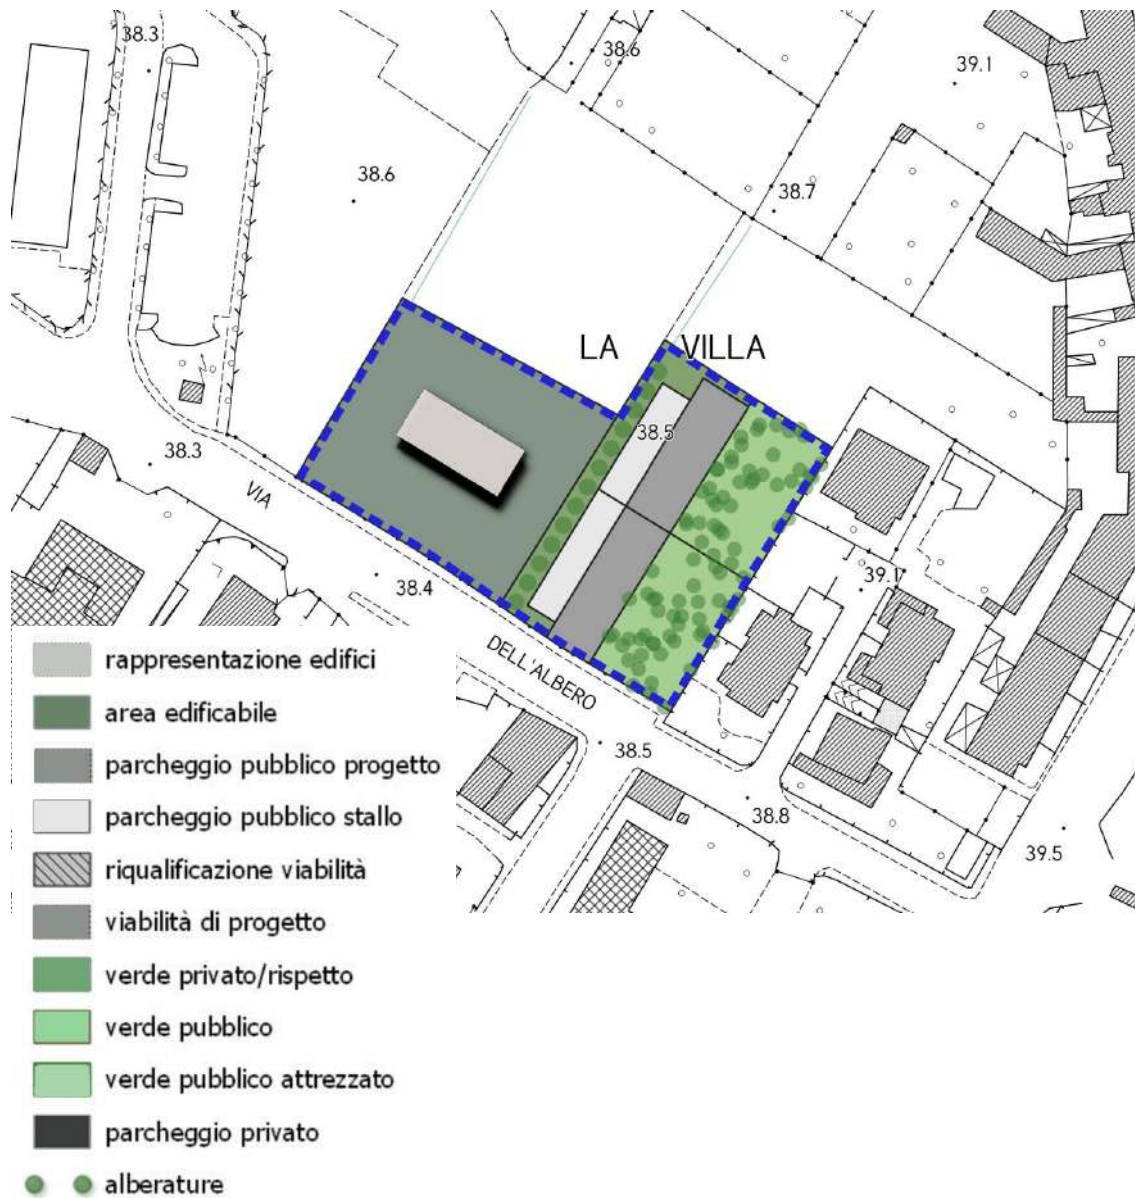 38.3
38.6
39.1
38.6
38.7
LA VILLA
38.5
38.3
VIA
38.4
39.1
DELL'ALBERO
38.5
38.8
39.5
rappresentazione edifici
area edificabile
parcheggio pubblico progetto
parcheggio pubblico stallo
riqualificazione viabilità
viabilità di progetto
verde privato/rispetto
verde pubblico
verde pubblico attrezzato
parcheggio privato
alberature